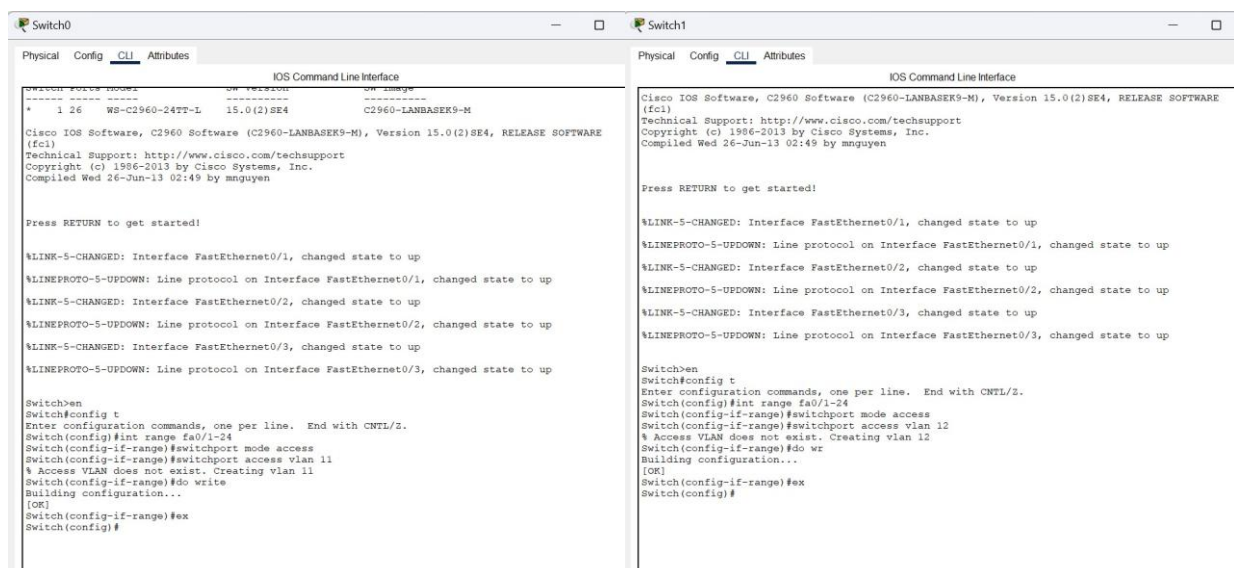 Switch0
Physical Config CLI Attributes
IOS Command Line Interface
Switch Ports Model SW Version SW Image
------ ----- ----- ---------- ----------
* 1 26 WS-C2960-24TT-L 15.0(2)SE4 C2960-LANBASEK9-M
Cisco IOS Software, C2960 Software (C2960-LANBASEK9-M), Version 15.0(2)SE4, RELEASE SOFTWARE
(fc1)
Technical Support: http://www.cisco.com/techsupport
Copyright (c) 1986-2013 by Cisco Systems, Inc.
Compiled Wed 26-Jun-13 02:49 by mnguyen
Press RETURN to get started!
%LINK-5-CHANGED: Interface FastEthernet0/1, changed state to up
%LINEPROTO-5-UPDOWN: Line protocol on Interface FastEthernet0/1, changed state to up
%LINK-5-CHANGED: Interface FastEthernet0/2, changed state to up
%LINEPROTO-5-UPDOWN: Line protocol on Interface FastEthernet0/2, changed state to up
%LINK-5-CHANGED: Interface FastEthernet0/3, changed state to up
%LINEPROTO-5-UPDOWN: Line protocol on Interface FastEthernet0/3, changed state to up
Switch>en
Switch#config t
Enter configuration commands, one per line. End with CNTL/Z.
Switch(config)#int range fa0/1-24
Switch(config-if-range)#switchport mode access
Switch(config-if-range)#switchport access vlan 11
% Access VLAN does not exist. Creating vlan 11
Switch(config-if-range)#do write
Building configuration...
[OK]
Switch(config-if-range)#ex
Switch(config)#
Switch1
Physical Config CLI Attributes
IOS Command Line Interface
Cisco IOS Software, C2960 Software (C2960-LANBASEK9-M), Version 15.0(2)SE4, RELEASE SOFTWARE
(fc1)
Technical Support: http://www.cisco.com/techsupport
Copyright (c) 1986-2013 by Cisco Systems, Inc.
Compiled Wed 26-Jun-13 02:49 by mnguyen
Press RETURN to get started!
%LINK-5-CHANGED: Interface FastEthernet0/1, changed state to up
%LINEPROTO-5-UPDOWN: Line protocol on Interface FastEthernet0/1, changed state to up
%LINK-5-CHANGED: Interface FastEthernet0/2, changed state to up
%LINEPROTO-5-UPDOWN: Line protocol on Interface FastEthernet0/2, changed state to up
%LINK-5-CHANGED: Interface FastEthernet0/3, changed state to up
%LINEPROTO-5-UPDOWN: Line protocol on Interface FastEthernet0/3, changed state to up
Switch>en
Switch#config t
Enter configuration commands, one per line. End with CNTL/Z.
Switch(config)#int range fa0/1-24
Switch(config-if-range)#switchport mode access
Switch(config-if-range)#switchport access vlan 12
% Access VLAN does not exist. Creating vlan 12
Switch(config-if-range)#do wr
Building configuration...
[OK]
Switch(config-if-range)#ex
Switch(config)#